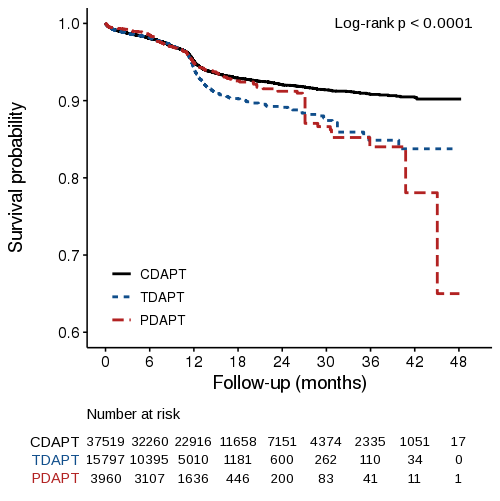 Log-rank p < 0.0001
1.0
0.9
0.8
0.7
0.6
Survival probability
CDAPT
TDAPT
PDAPT
0 6 12 18 24 30 36 42 48
Follow-up (months)
Number at risk
CDAPT 37519 32260 22916 11658 7151 4374 2335 1051 17
TDAPT 15797 10395 5010 1181 600 262 110 34 0
PDAPT 3960 3107 1636 446 200 83 41 11 1